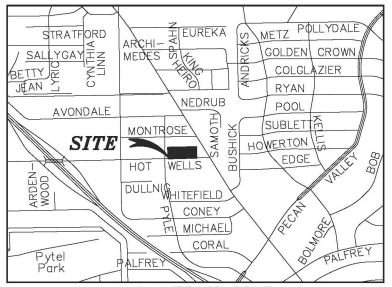 STRATFORD
SALLYGAY
BETTY
JEAN
LYRIC
CYNTHIA
LINN
ARCHI-
MEDES
SPAHN
EUREKA
KING
HEIRO
ANDRICKS
METZ
POLLYDALE
GOLDEN CROWN
COLGLAZIER
RYAN
POOL
NEDRUB
AVONDALE
MONTROSE
SAMOTH
BUSHICK
SUBLETT
KELLS
HOWERTON
EDGE
SITE
HOT WELLS
ARDEN-
WOOD
DULLNIG
WHITEFIELD
PYLE
CONEY
MICHAEL
CORAL
PECAN VALLEY
BOB
BOLMORE
Pytel
Park
PALFREY
PALFREY